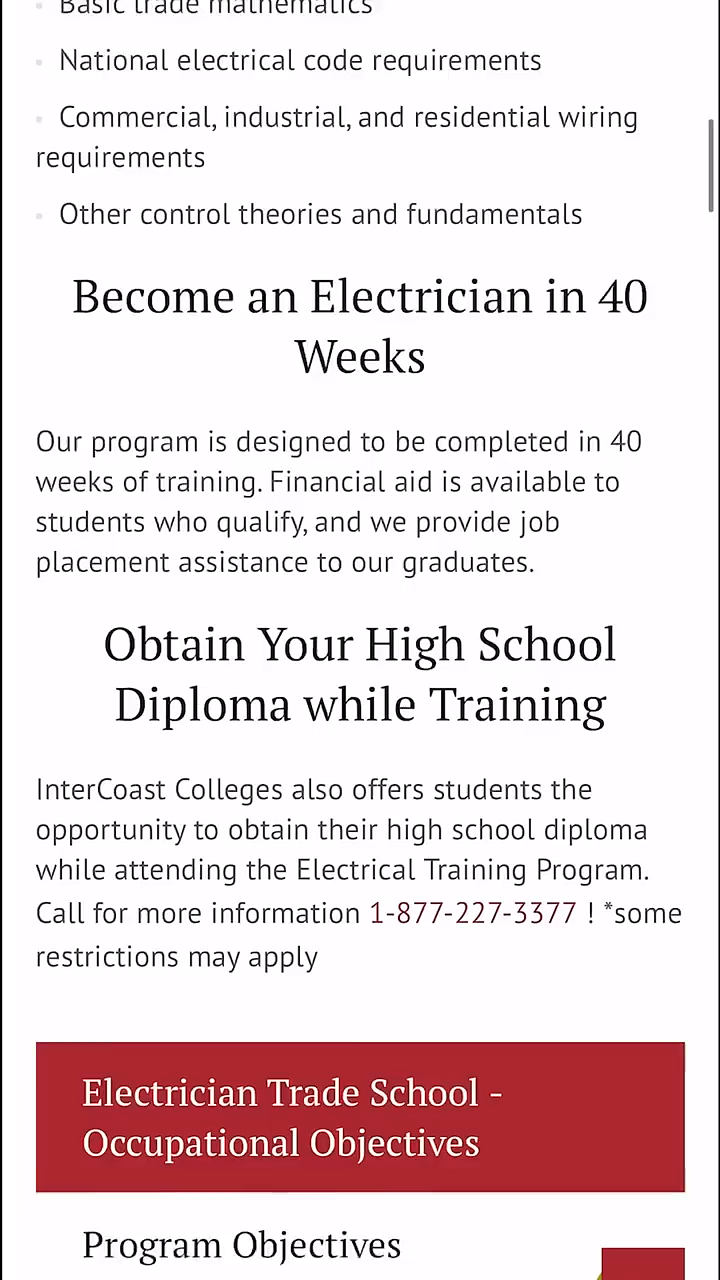 Basic trade mathematics
National electrical code requirements
Commercial, industrial, and residential wiring
requirements
Other control theories and fundamentals
Become an Electrician in 40
Weeks
Our program is designed to be completed in 40
weeks of training. Financial aid is available to
students who qualify, and we provide job
placement assistance to our graduates.
Obtain Your High School
Diploma while Training
InterCoast Colleges also offers students the
opportunity to obtain their high school diploma
while attending the Electrical Training Program.
Call for more information 1-877-227-3377 ! *some
restrictions may apply
Electrician Trade School -
Occupational Objectives
Program Objectives